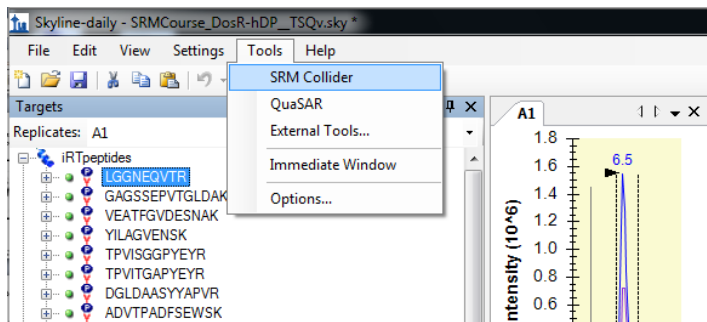 Skyline-daily - SRMCourse_DosR-hDP__TSQv.sky *
File Edit View Settings Tools Help
SRM Collider
QuaSAR
External Tools...
Immediate Window
Options...
Targets
Replicates: A1
iRTpeptides
LGGNEQVTR
GAGSSEPVTGLDAK
VEATFGVDESNAK
YILAGVENSK
TPVISGGPYEYR
TPVITGAPYEYR
DGLDAASYYAPVR
ADVTPADFSEWSK
A1
1.8
1.6
1.4
1.2
1.0
0.8
0.6
6.5
ntensity (10^6)